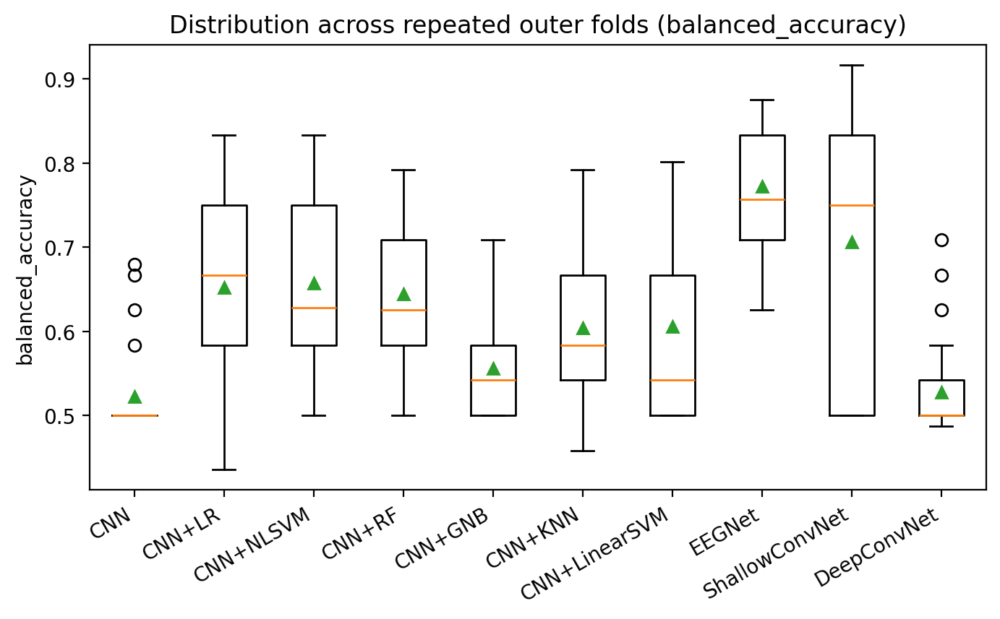 Distribution across repeated outer folds (balanced_accuracy)
balanced_accuracy
0.9
0.8
0.7
0.6
0.5
CNN
CNN+LR
CNN+NLSVM
CNN+RF
CNN+GNB
CNN+KNN
CNN+LinearSVM
EEGNet
ShallowConvNet
DeepConvNet